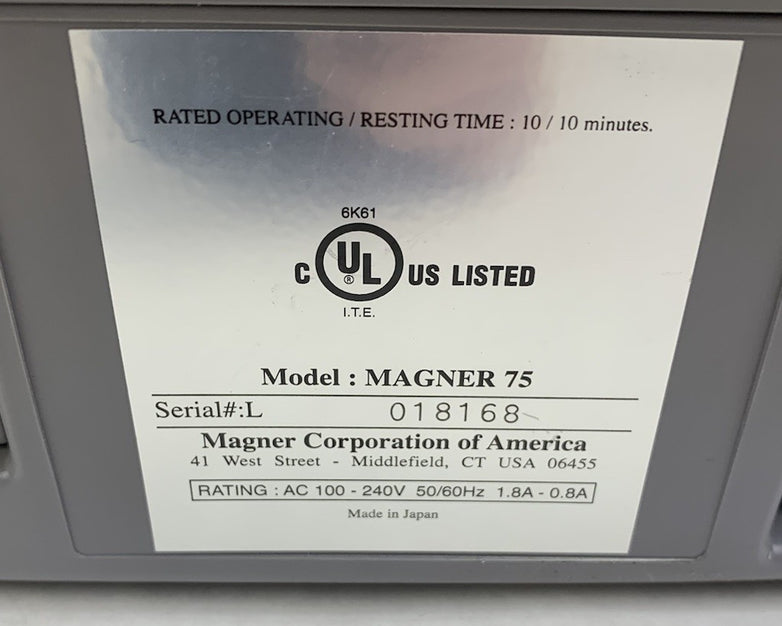 RATED OPERATING / RESTING TIME : 10 / 10 minutes.
6K61
C UL® US LISTED
I.T.E.
Model : MAGNER 75
Serial#:L 018168
Magner Corporation of America
41 West Street - Middlefield, CT USA 06455
RATING : AC 100 - 240V 50/60Hz 1.8A - 0.8A
Made in Japan